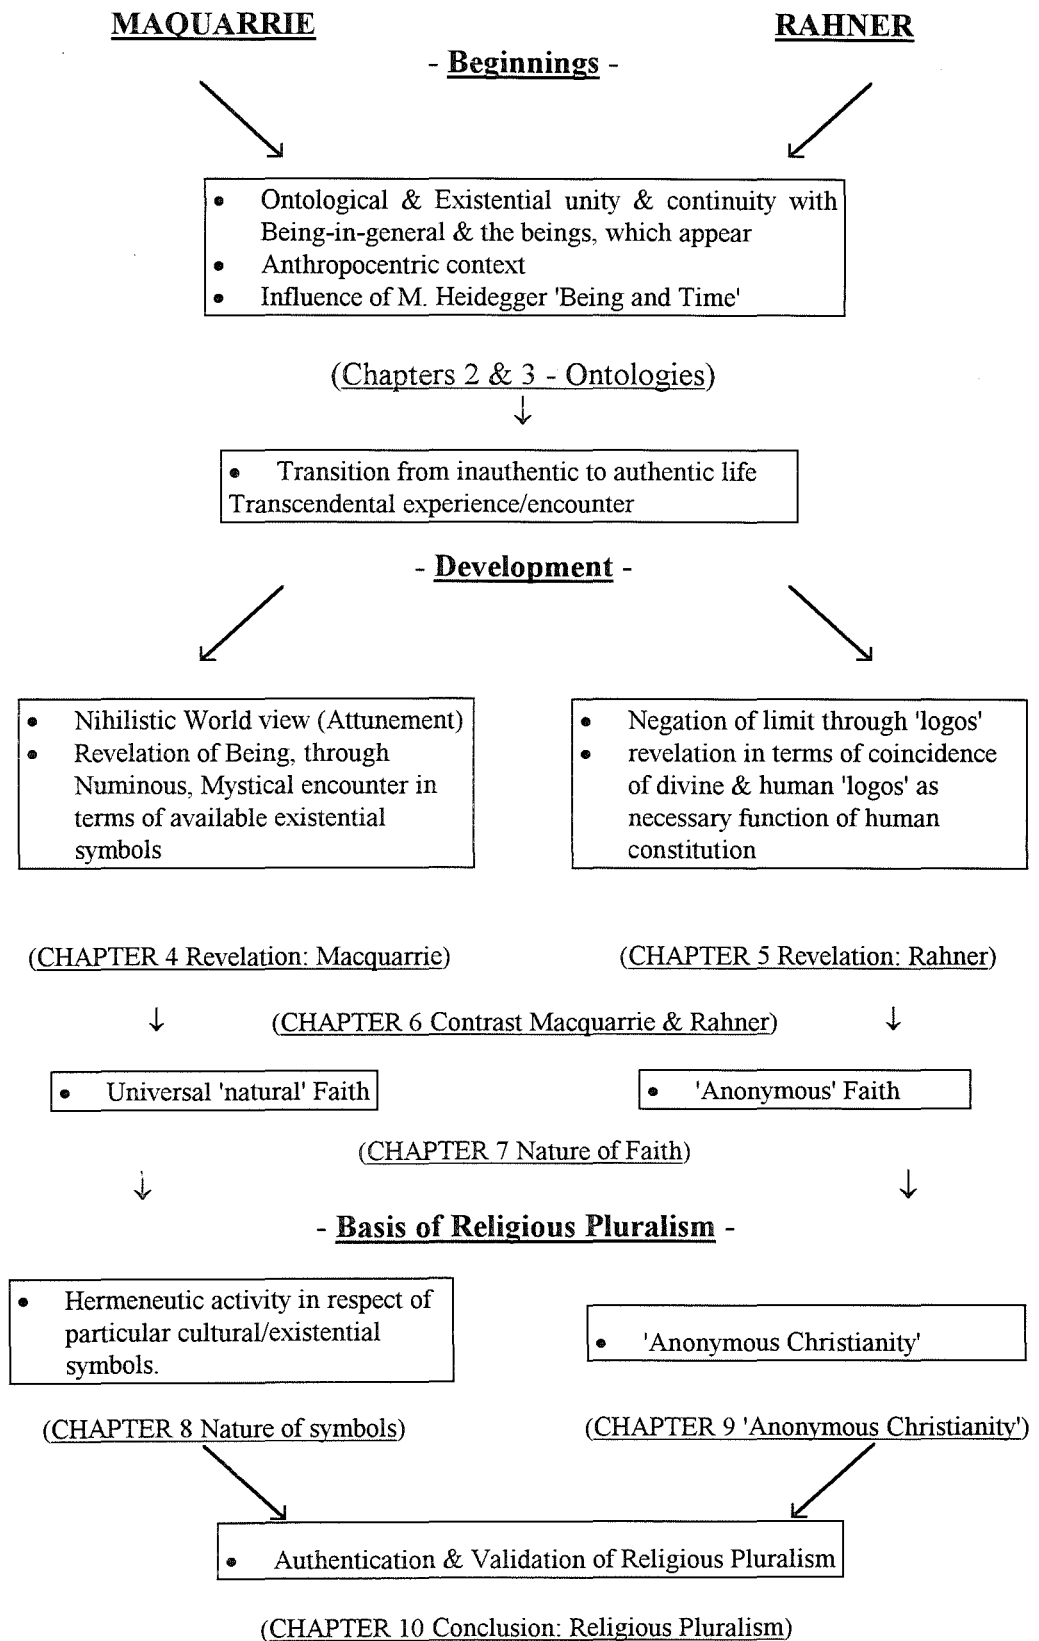 MAQUARRIE
RAHNER
- Beginnings -
• Ontological & Existential unity & continuity with
Being-in-general & the beings, which appear
• Anthropocentric context
• Influence of M. Heidegger 'Being and Time'
(Chapters 2 & 3 - Ontologies)
↓
• Transition from inauthentic to authentic life
Transcendental experience/encounter
- Development -
• Nihilistic World view (Attunement)
• Revelation of Being, through
Numinous, Mystical encounter in
terms of available existential
symbols
• Negation of limit through 'logos'
• revelation in terms of coincidence
of divine & human 'logos' as
necessary function of human
constitution
(CHAPTER 4 Revelation: Macquarrie)
(CHAPTER 5 Revelation: Rahner)
↓
(CHAPTER 6 Contrast Macquarrie & Rahner)
↓
• Universal 'natural' Faith
• 'Anonymous' Faith
(CHAPTER 7 Nature of Faith)
↓
↓
- Basis of Religious Pluralism -
• Hermeneutic activity in respect of
particular cultural/existential
symbols.
• 'Anonymous Christianity'
(CHAPTER 8 Nature of symbols)
(CHAPTER 9 'Anonymous Christianity')
• Authentication & Validation of Religious Pluralism
(CHAPTER 10 Conclusion: Religious Pluralism)